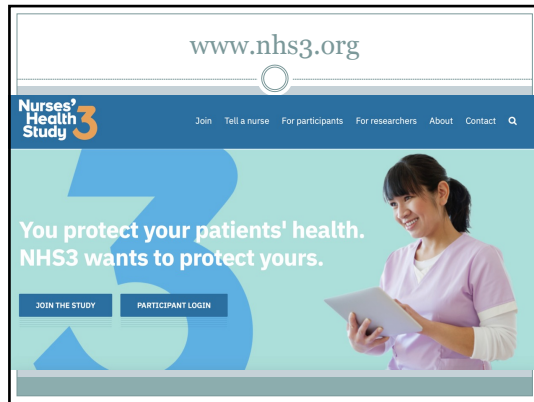 www.nhs3.org
Nurses'
Health
Study 3
Join Tell a nurse For participants For researchers About Contact
You protect your patients' health.
NHS3 wants to protect yours.
JOIN THE STUDY PARTICIPANT LOGIN